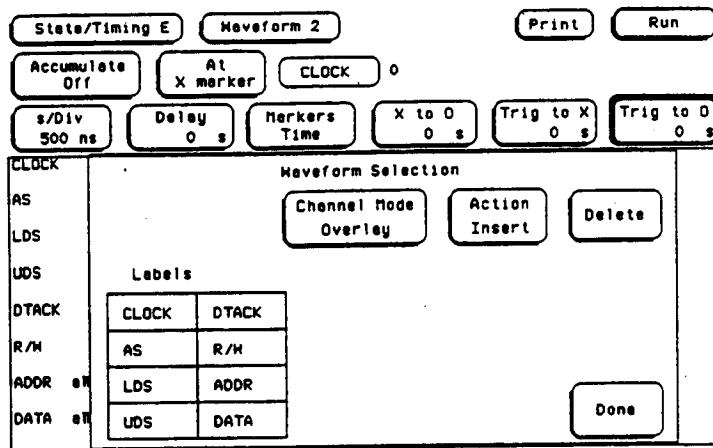 State/Timing E Waveform 2 Print Run
Accumulate Off At X marker CLOCK 0
s/Div 500 ns Delay 0 s Markers Time X to O 0 s Trig to X 0 s Trig to O 0 s
CLOCK
AS
LDS
UDS
DTACK
R/W
ADDR
DATA
Waveform Selection
Channel Mode Overlay Action Insert Delete
Labels
CLOCK DTACK
AS R/W
LDS ADDR
UDS DATA
Done